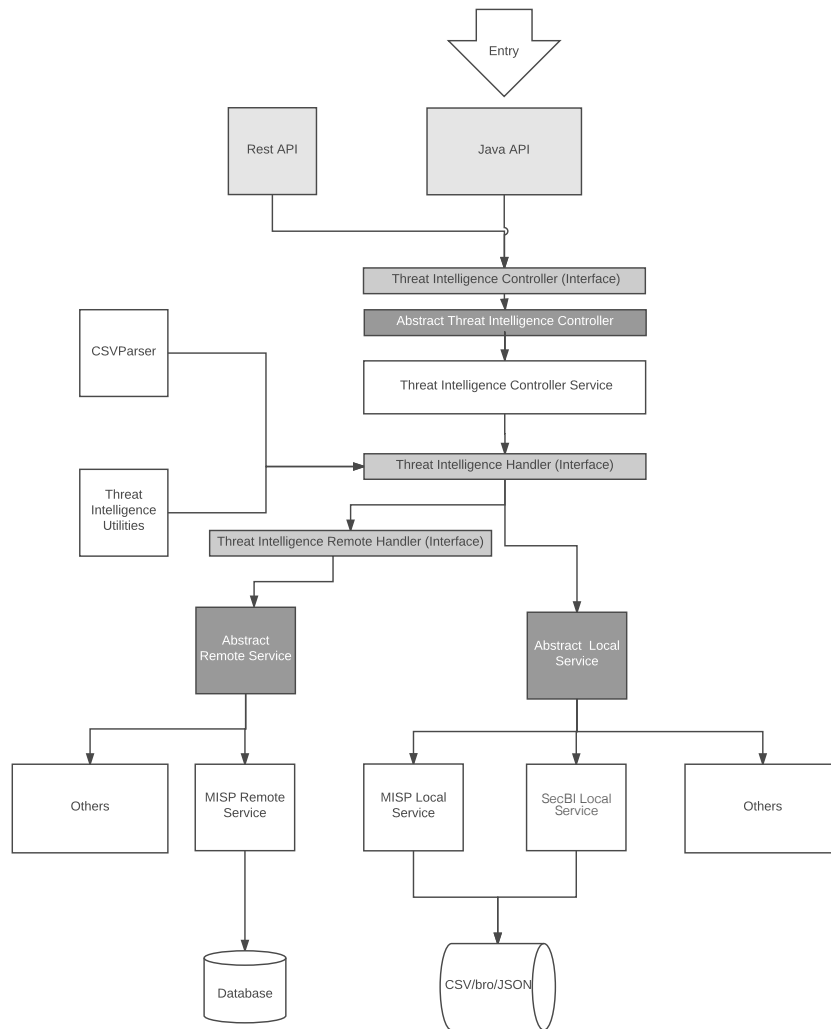 Entry
Rest API
Java API
Threat Intelligence Controller (Interface)
Abstract Threat Intelligence Controller
CSVParser
Threat Intelligence Controller Service
Threat Intelligence Handler (Interface)
Threat
Intelligence
Utilities
Threat Intelligence Remote Handler (Interface)
Abstract
Remote Service
Abstract Local
Service
Others
MISP Remote
Service
MISP Local
Service
SecBI Local
Service
Others
Database
CSV/bro/JSON